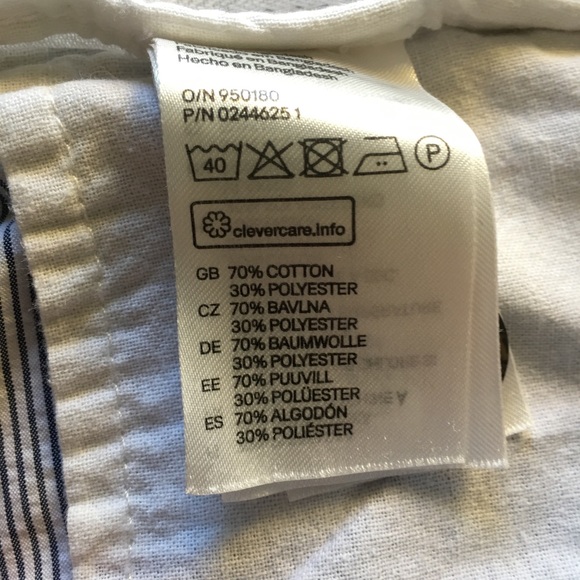 Fabriqué en Bangladesh
Hecho en Bangladesh
O/N 950180
P/N 02446251
40
P
clevercare.info
GB 70% COTTON
30% POLYESTER
CZ 70% BAVLNA
30% POLYESTER
DE 70% BAUMWOLLE
30% POLYESTER
EE 70% PUUVILL
30% POLÜESTER
ES 70% ALGODÓN
30% POLIÉSTER